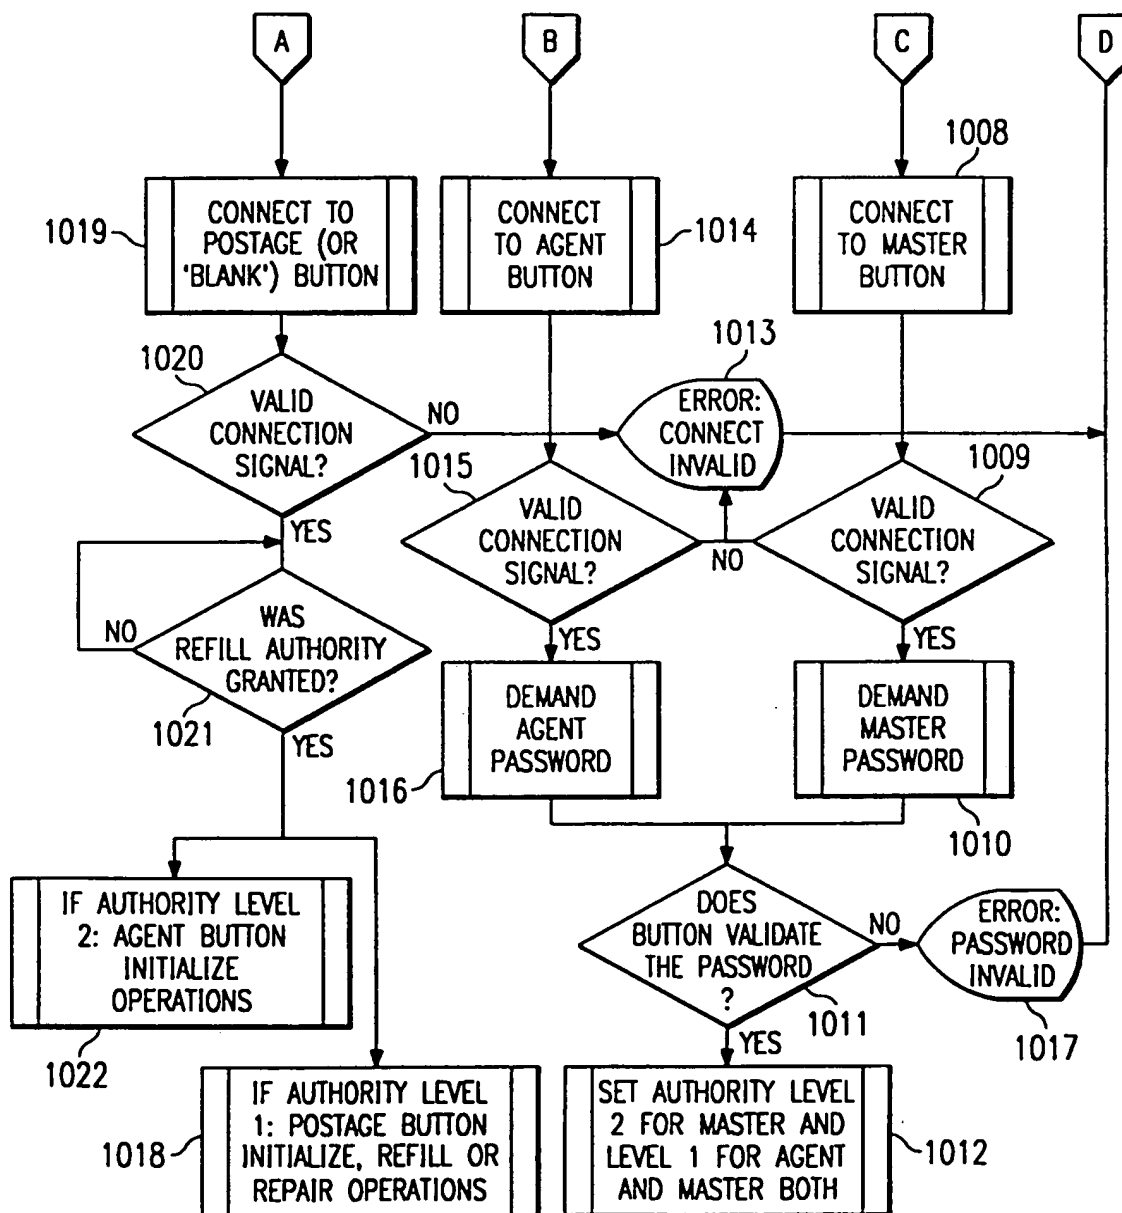 A
B
C
D
1019
CONNECT TO
POSTAGE (OR
'BLANK') BUTTON
CONNECT
TO AGENT
BUTTON
1014
1008
CONNECT
TO MASTER
BUTTON
1020
VALID
CONNECTION
SIGNAL?
NO
YES
1013
ERROR:
CONNECT
INVALID
1015
VALID
CONNECTION
SIGNAL?
NO
YES
1009
VALID
CONNECTION
SIGNAL?
YES
NO
WAS
REFILL AUTHORITY
GRANTED?
1021
YES
DEMAND
AGENT
PASSWORD
1016
DEMAND
MASTER
PASSWORD
1010
IF AUTHORITY LEVEL
2: AGENT BUTTON
INITIALIZE
OPERATIONS
1022
DOES
BUTTON VALIDATE
THE PASSWORD
?
NO
1011
YES
ERROR:
PASSWORD
INVALID
1017
1018
IF AUTHORITY LEVEL
1: POSTAGE BUTTON
INITIALIZE, REFILL OR
REPAIR OPERATIONS
SET AUTHORITY LEVEL
2 FOR MASTER AND
LEVEL 1 FOR AGENT
AND MASTER BOTH
1012